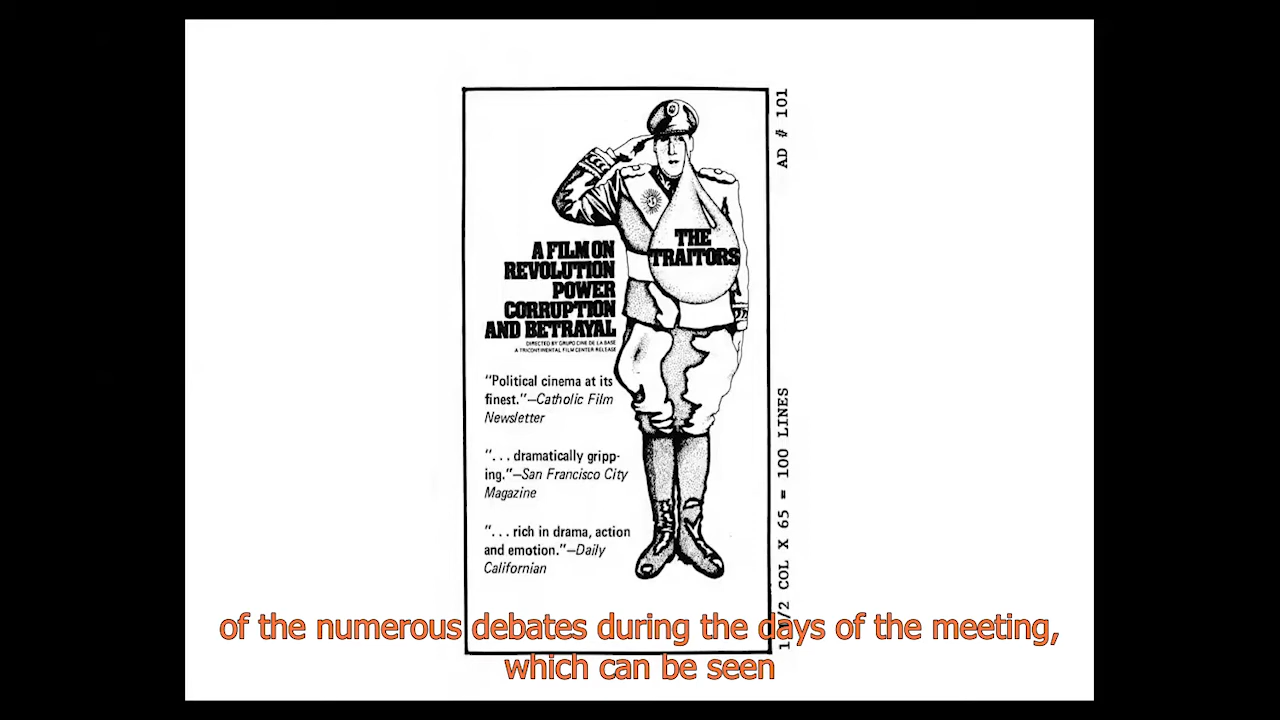 THE
TRAITORS
A FILM ON
REVOLUTION
POWER
CORRUPTION
AND BETRAYAL
DIRECTED BY GRUPO CINE DE LA BASE
A TRICONTINENTAL FILM CENTER RELEASE
"Political cinema at its
finest."—Catholic Film
Newsletter
". . . dramatically gripp-
ing."—San Francisco City
Magazine
". . . rich in drama, action
and emotion."—Daily
Californian
AD # 101
/2 COL X 65 = 100 LINES
of the numerous debates during the days of the meeting,
which can be seen